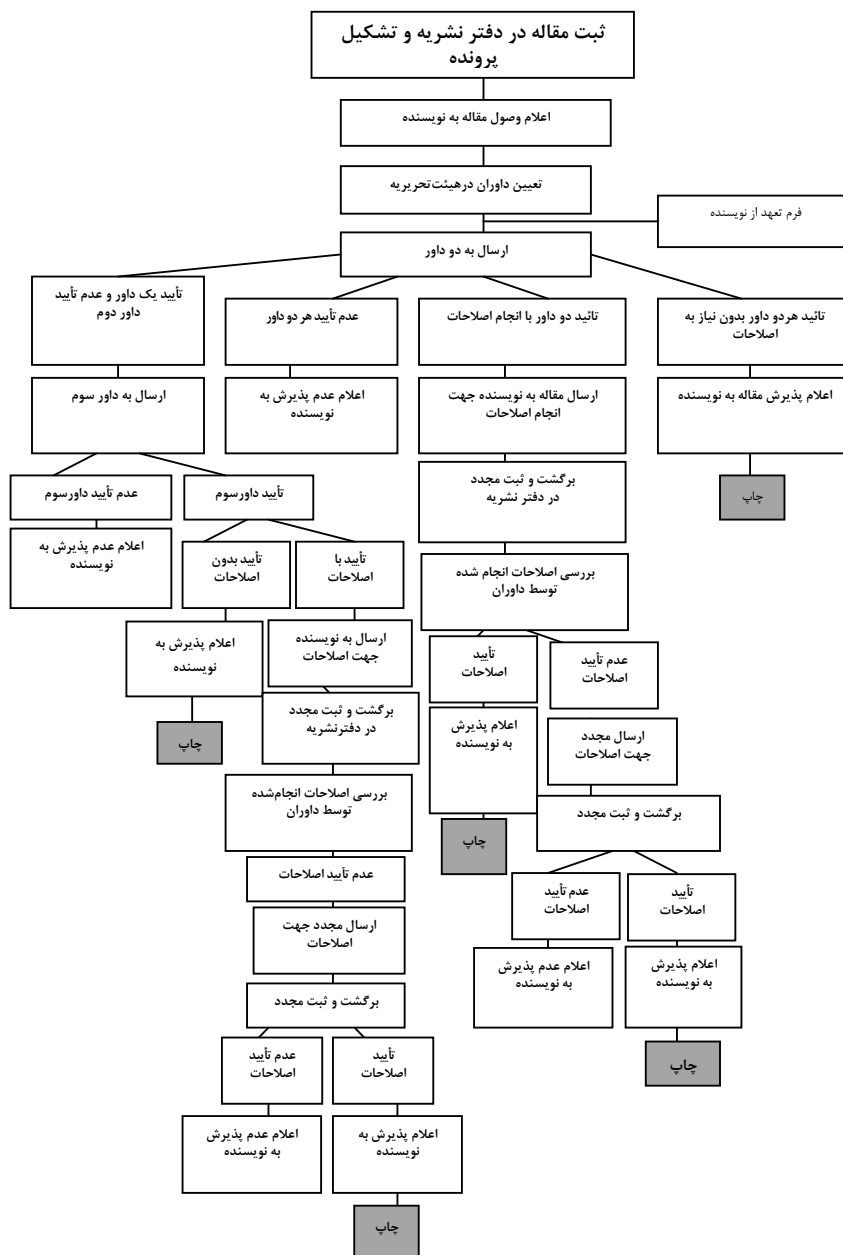 ثبت مقاله در دفتر نشریه و تشکیل
پرونده
اعلام وصول مقاله به نویسنده
تعیین داوران درهیئت‌تحریریه
فرم تعهد از نویسنده
ارسال به دو داور
تائید هردو داور بدون نیاز به
اصلاحات
تائید دو داور با انجام اصلاحات
عدم تأیید هر دو داور
تأیید یک داور و عدم تأیید
داور دوم
اعلام پذیرش مقاله به نویسنده
ارسال مقاله به نویسنده جهت
انجام اصلاحات
اعلام عدم پذیرش به
نویسنده
ارسال به داور سوم
چاپ
برگشت و ثبت مجدد
در دفتر نشریه
تأیید داورسوم
عدم تأیید داورسوم
اعلام عدم پذیرش به
نویسنده
بررسی اصلاحات انجام شده
توسط داوران
تأیید با
اصلاحات
تأیید بدون
اصلاحات
عدم تأیید
اصلاحات
تأیید
اصلاحات
ارسال به نویسنده
جهت اصلاحات
اعلام پذیرش به
نویسنده
برگشت و ثبت مجدد
در دفترنشریه
چاپ
ارسال مجدد
جهت اصلاحات
اعلام پذیرش
به نویسنده
بررسی اصلاحات انجام‌شده
توسط داوران
برگشت و ثبت مجدد
چاپ
عدم تأیید اصلاحات
تأیید
اصلاحات
عدم تأیید
اصلاحات
ارسال مجدد جهت
اصلاحات
اعلام پذیرش
به نویسنده
اعلام عدم پذیرش
به نویسنده
برگشت و ثبت مجدد
چاپ
تأیید
اصلاحات
عدم تأیید
اصلاحات
اعلام پذیرش به
نویسنده
اعلام عدم پذیرش
به نویسنده
چاپ